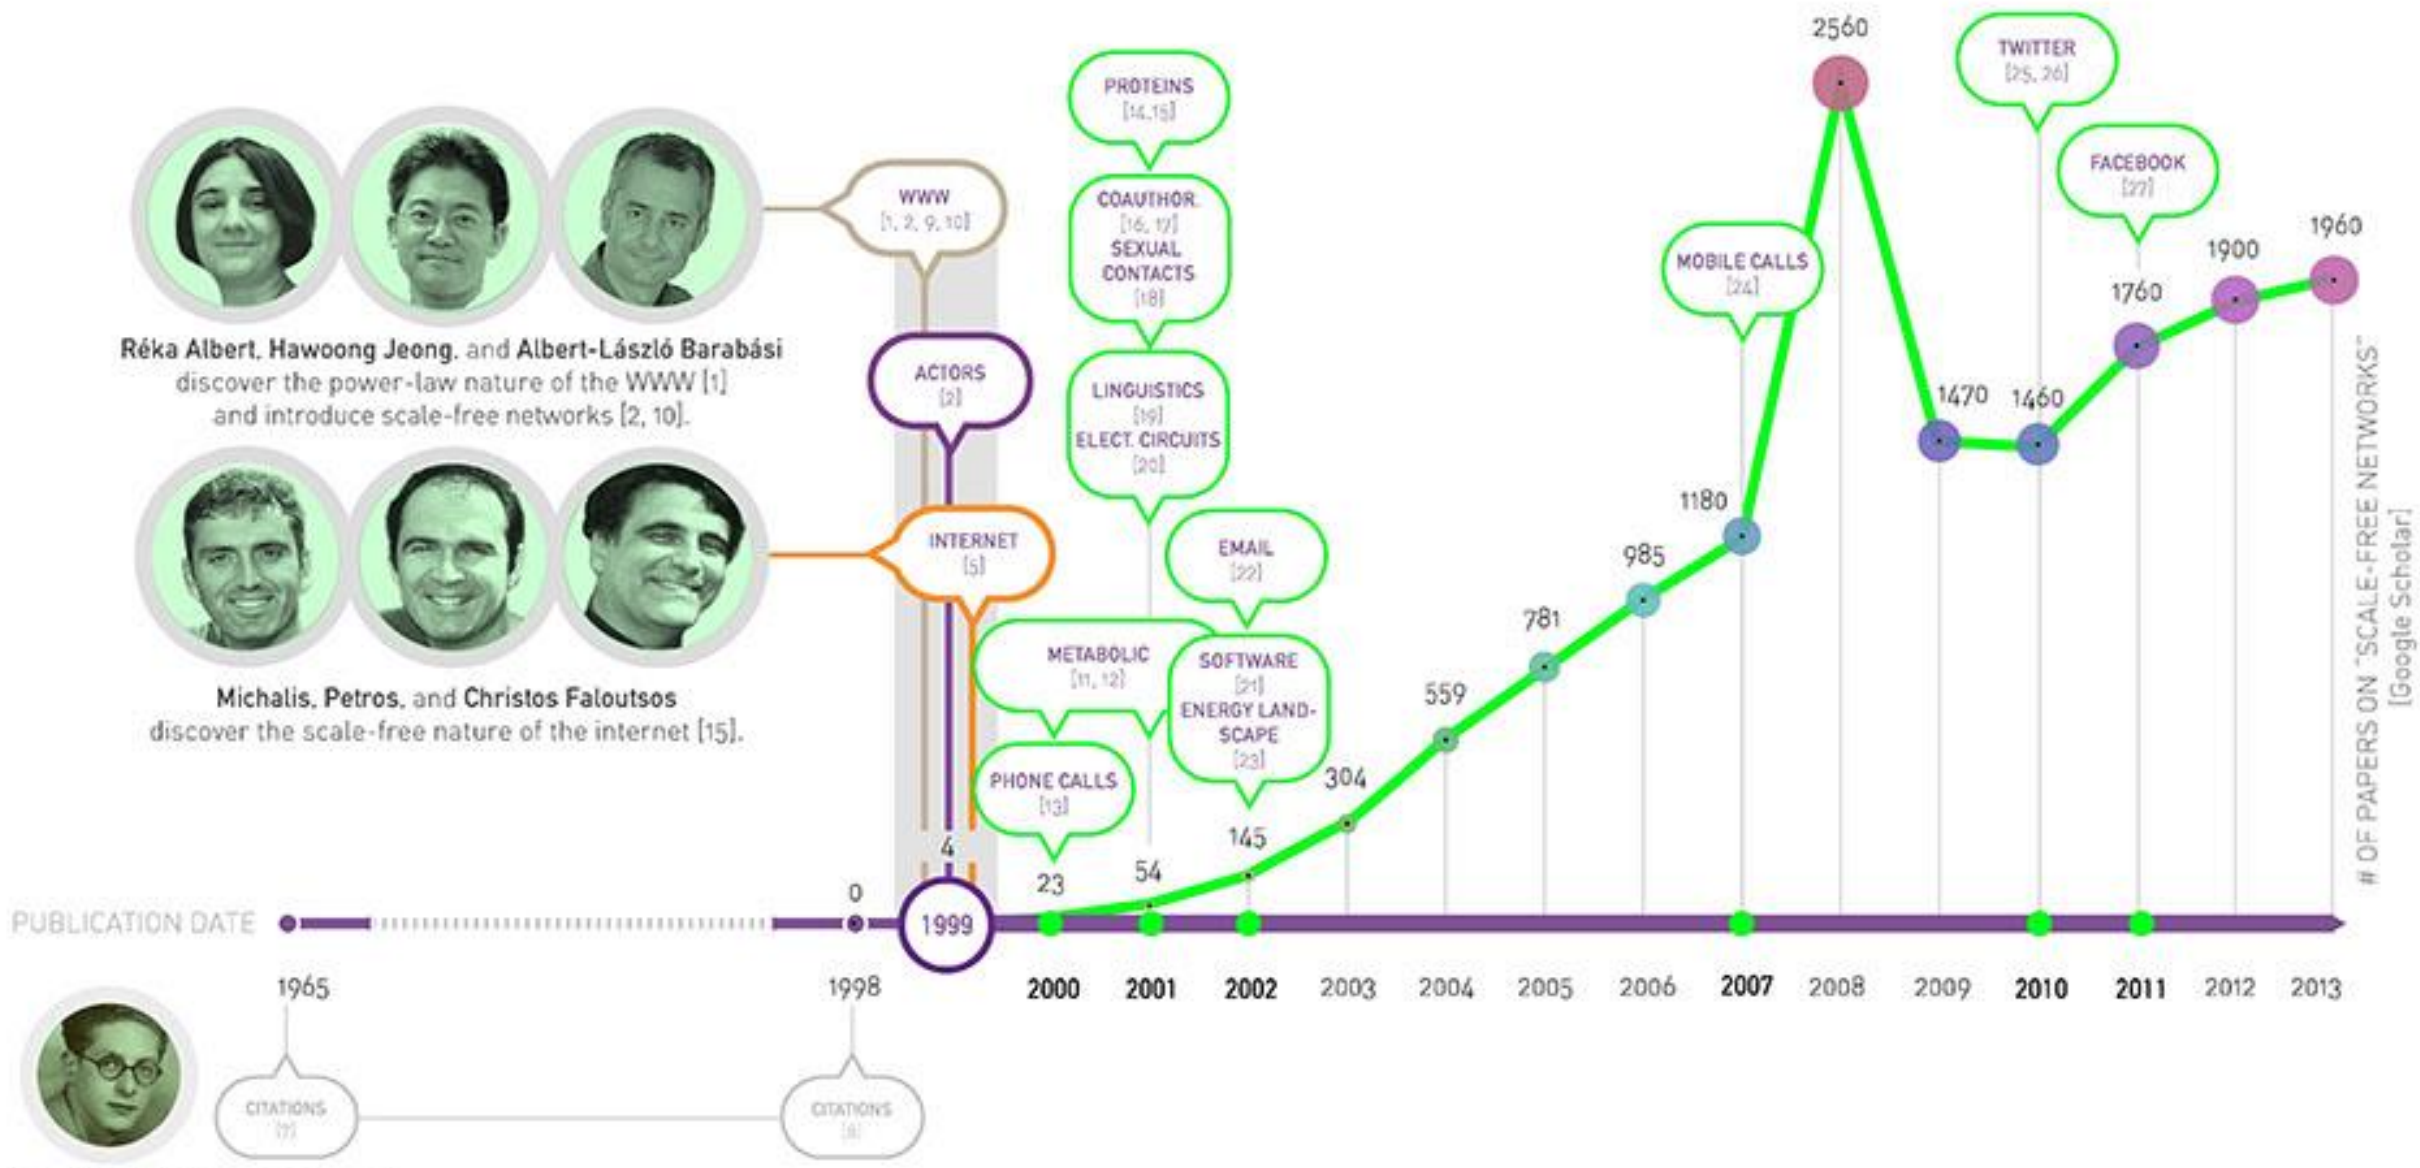 Réka Albert, Hawoong Jeong, and Albert-László Barabási
discover the power-law nature of the WWW [1]
and introduce scale-free networks [2, 10].
Michalis, Petros, and Christos Faloutsos
discover the scale-free nature of the internet [15].
WWW
[1, 2, 9, 10]
ACTORS
[2]
INTERNET
[5]
PROTEINS
[14,15]
COAUTHOR.
[16, 17]
SEXUAL
CONTACTS
[18]
LINGUISTICS
[19]
ELECT. CIRCUITS
[20]
EMAIL
[22]
METABOLIC
[11, 12]
SOFTWARE
[21]
ENERGY LAND-
SCAPE
[23]
PHONE CALLS
[13]
MOBILE CALLS
[24]
TWITTER
[25, 26]
FACEBOOK
[27]
0
4
23
54
145
304
559
781
985
1180
2560
1470
1460
1760
1900
1960
# OF PAPERS ON "SCALE-FREE NETWORKS"
[Google Scholar]
PUBLICATION DATE
1965
1998
1999
2000
2001
2002
2003
2004
2005
2006
2007
2008
2009
2010
2011
2012
2013
CITATIONS
[7]
CITATIONS
[8]